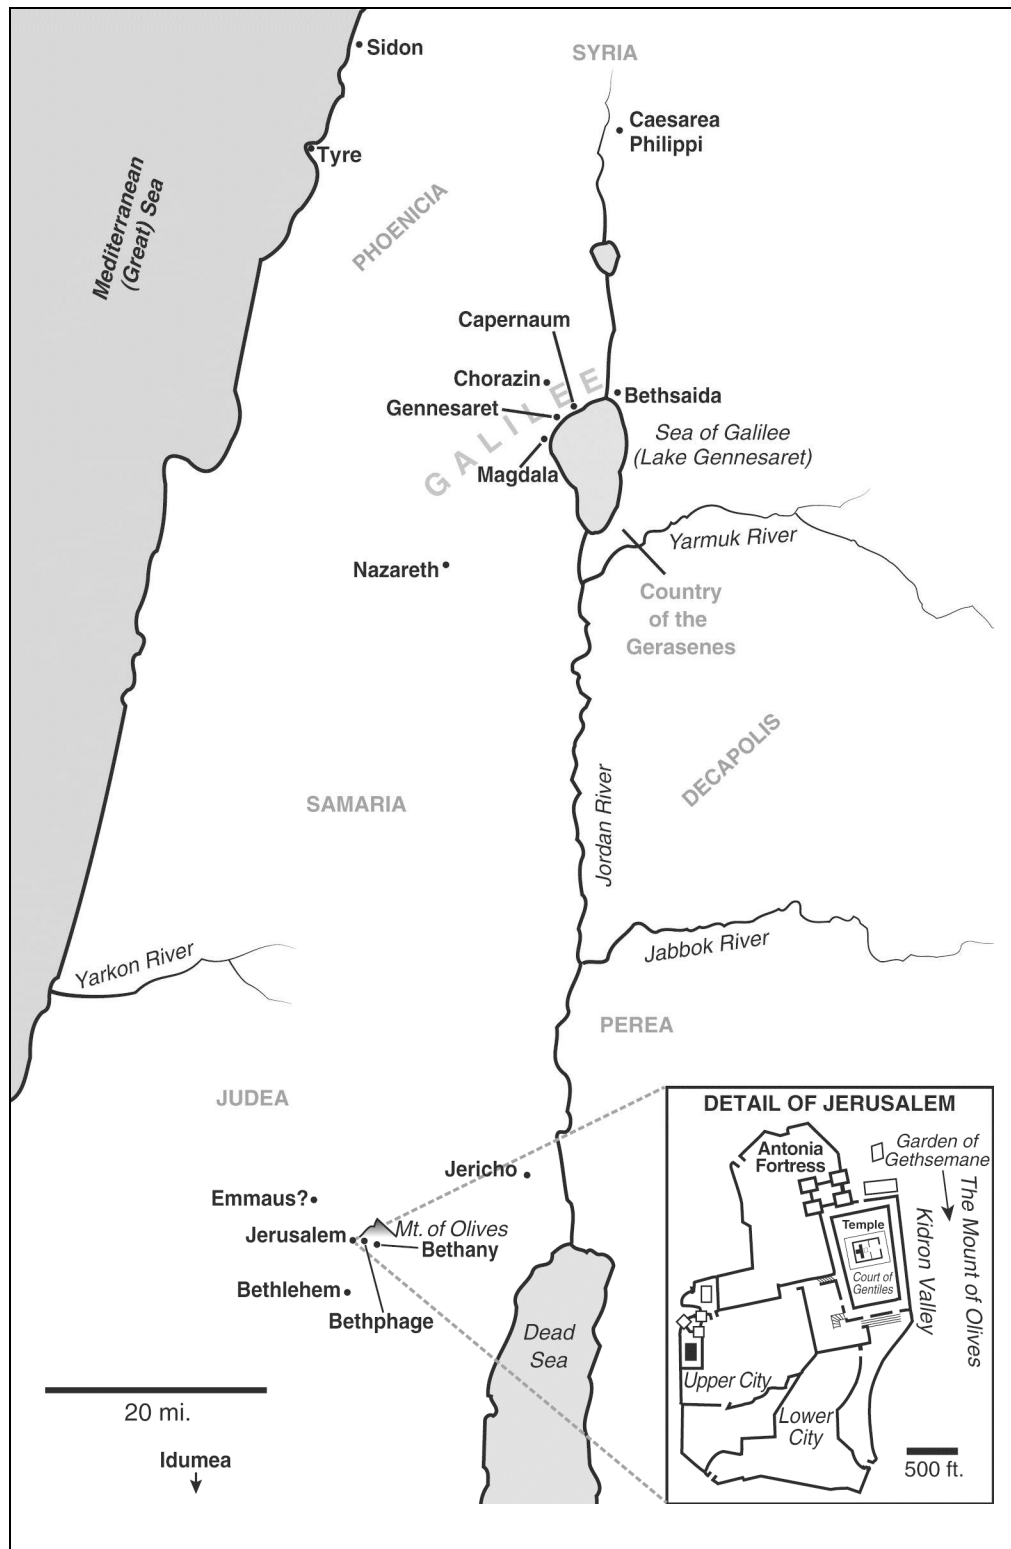 Sidon
SYRIA
Caesarea
Philippi
Tyre
Mediterranean
(Great) Sea
PHOENICIA
Capernaum
Chorazin
GALILEE
Bethsaida
Gennesaret
Sea of Galilee
(Lake Gennesaret)
Magdala
Yarmuk River
Nazareth
Country
of the
Gerasenes
DECAPOLIS
SAMARIA
Jordan River
Yarkon River
Jabbok River
PEREA
JUDEA
Jericho
Emmaus?
Jerusalem
Mt. of Olives
Bethany
Bethlehem
Bethphage
Dead
Sea
20 mi.
Idumea
DETAIL OF JERUSALEM
Antonia
Fortress
Garden of
Gethsemane
The Mount of Olives
Kidron Valley
Temple
Court of
Gentiles
Upper City
Lower
City
500 ft.